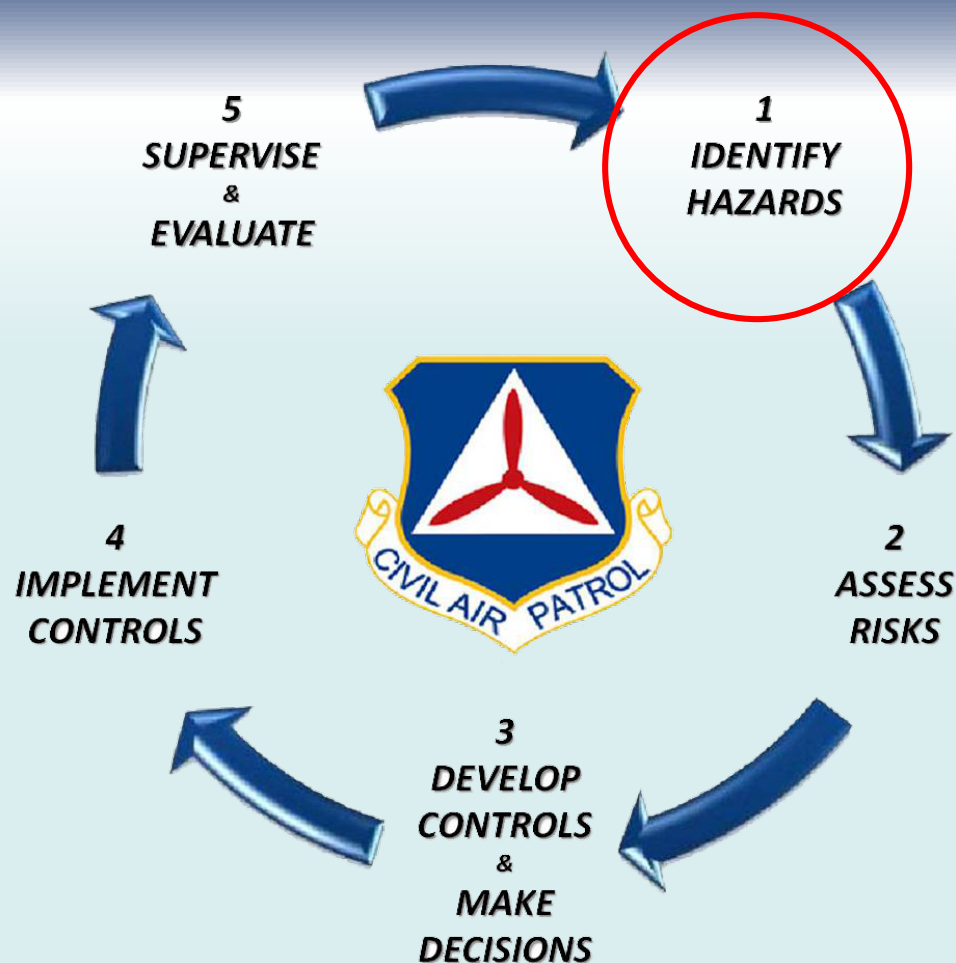 1
IDENTIFY
HAZARDS
2
ASSESS
RISKS
3
DEVELOP
CONTROLS
&
MAKE
DECISIONS
4
IMPLEMENT
CONTROLS
5
SUPERVISE
&
EVALUATE
CIVIL AIR PATROL